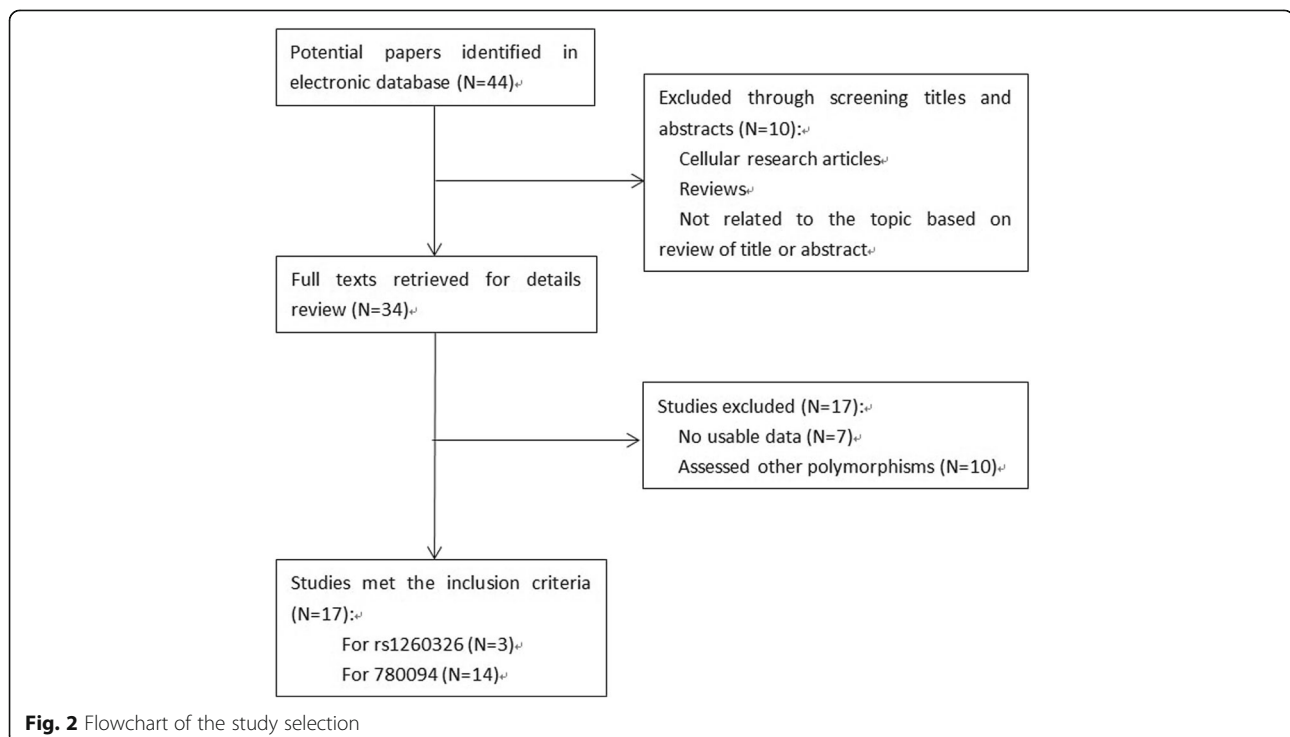 Potential papers identified in
electronic database (N=44)↵
Excluded through screening titles and
abstracts (N=10):↵
Cellular research articles↵
Reviews↵
Not related to the topic based on
review of title or abstract↵
Full texts retrieved for details
review (N=34)↵
Studies excluded (N=17):↵
No usable data (N=7)↵
Assessed other polymorphisms (N=10)↵
Studies met the inclusion criteria
(N=17):↵
For rs1260326 (N=3)↵
For 780094 (N=14)↵
Fig. 2 Flowchart of the study selection